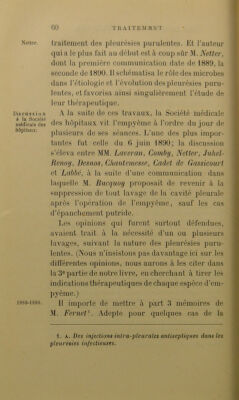 60 TRAITEMENT
Netter.
traitement des pleurésies purulentes. Et l'auteur
qui a le plus fait au début est à coup sûr M. Netter,
dont la première communication date de 1889, la
seconde de 1890. Il schématisa le rôle des microbes
dans l'étiologie et l'évolution des pleurésies puru-
lentes, et favorisa ainsi singulièrement l'étude de
leur thérapeutique.
Discussion
à la Société
médicale des
hôpitaux.
A la suite de ces travaux, la Société médicale
des hôpitaux vit l'empyème à l'ordre du jour de
plusieurs de ses séances. L'une des plus impor-
tantes fut celle du 6 juin 1890; la discussion
s'éleva entre MM. Laveran, Comby, Netter, Juhel-
Renoy, Desnos, Chantemesse, Cadet de Gassicourt
et Labbé, à la suite d'une communication dans
laquelle M. Bucquoy proposait de revenir à la
suppression de tout lavage de la cavité pleurale
après l'opération de l'empyème, sauf les cas
d'épanchement putride.
Les opinions qui furent surtout défendues,
avaient trait à la nécessité d'un ou plusieurs
lavages, suivant la nature des pleurésies puru-
lentes. (Nous n'insistons pas davantage ici sur les
différentes opinions, nous aurons à les citer dans
la 3e partie de notre livre, en cherchant à tirer les
indications thérapeutiques de chaque espèce d'em-
pyème.)
1890-1898.
Il importe de mettre à part 3 mémoires de
M. Fernet¹. Adepte pour quelques cas de la
1. A. Des injections intra-pleurales antiseptiques dans les
pleurésies infectieuses.